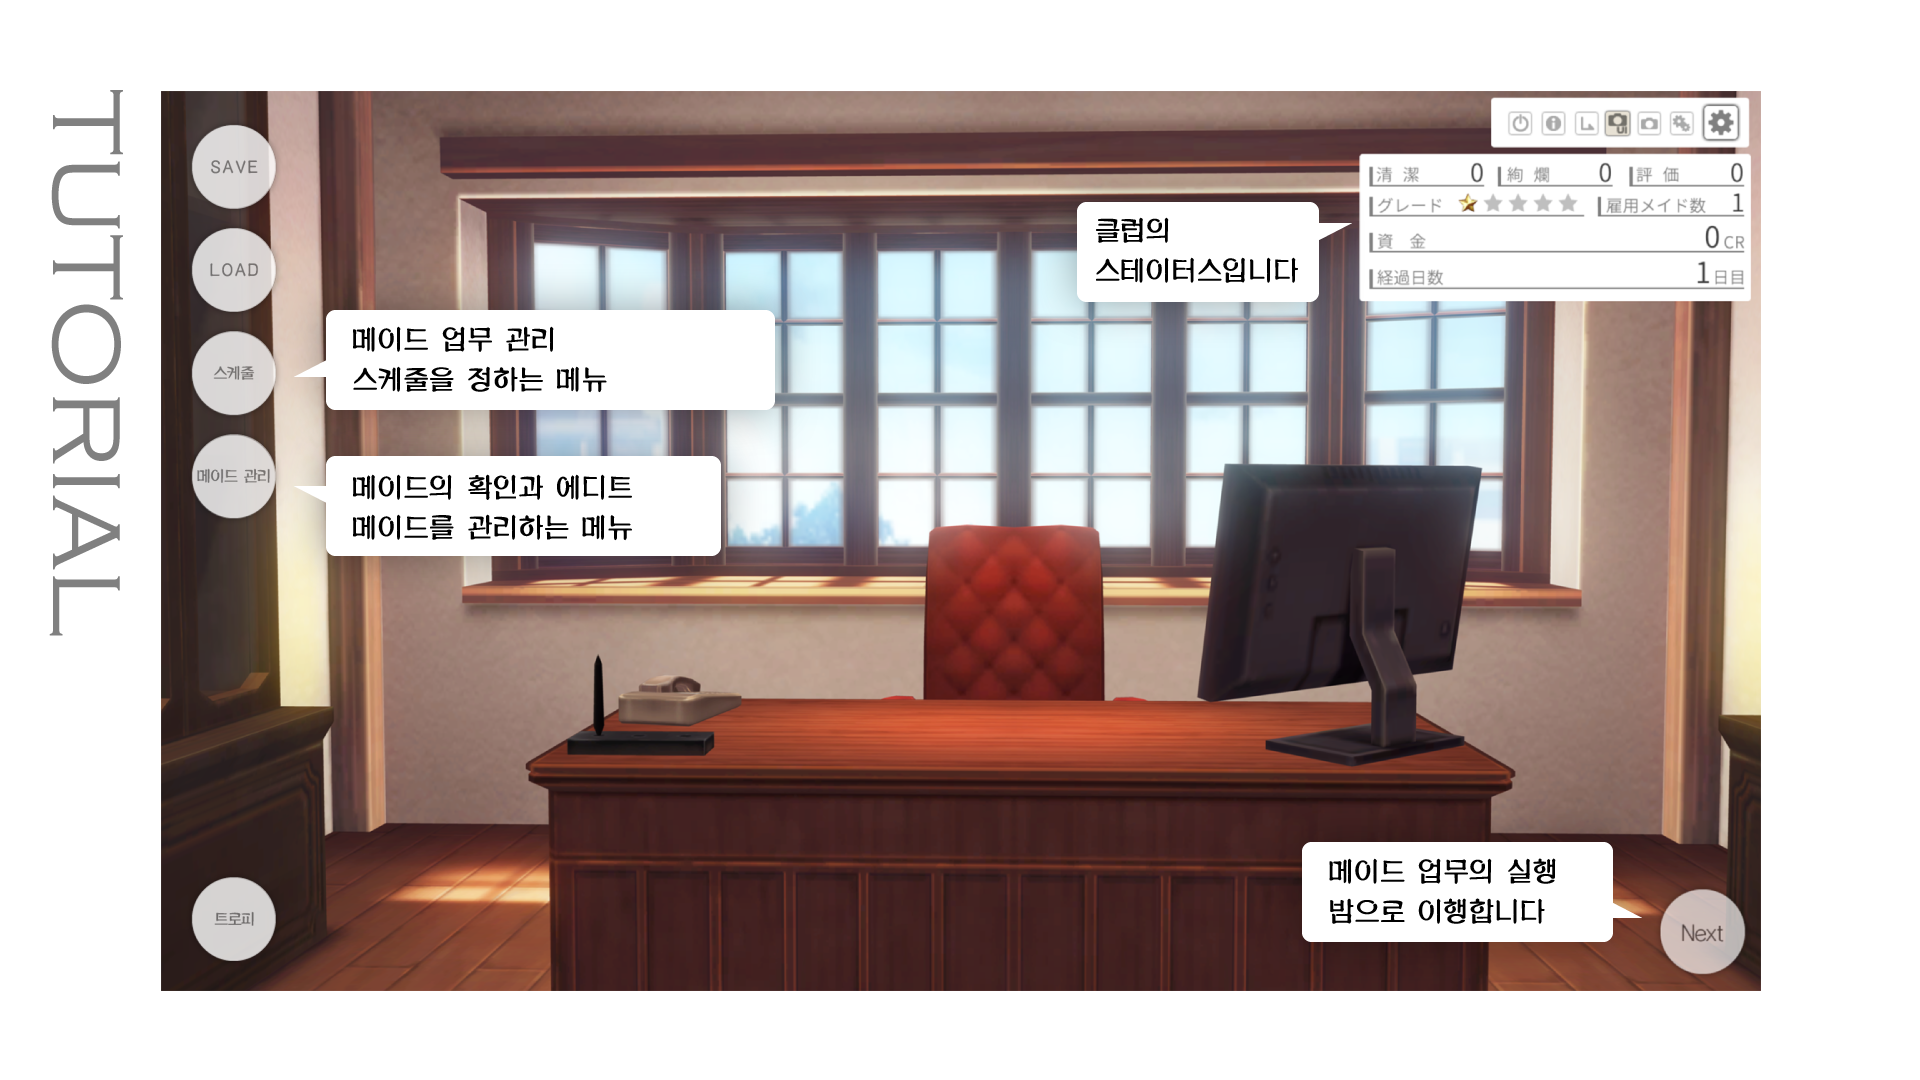 TUTORIAL
SAVE
LOAD
스케줄
메이드 관리
트로피
메이드 업무 관리
스케줄을 정하는 메뉴
메이드의 확인과 에디트
메이드를 관리하는 메뉴
클럽의
스테이터스입니다
UI
清潔 0 絢爛 0 評価 0
グレード 雇用メイド数 1
資金 0 CR
経過日数 1日目
메이드 업무의 실행
밤으로 이행합니다
Next